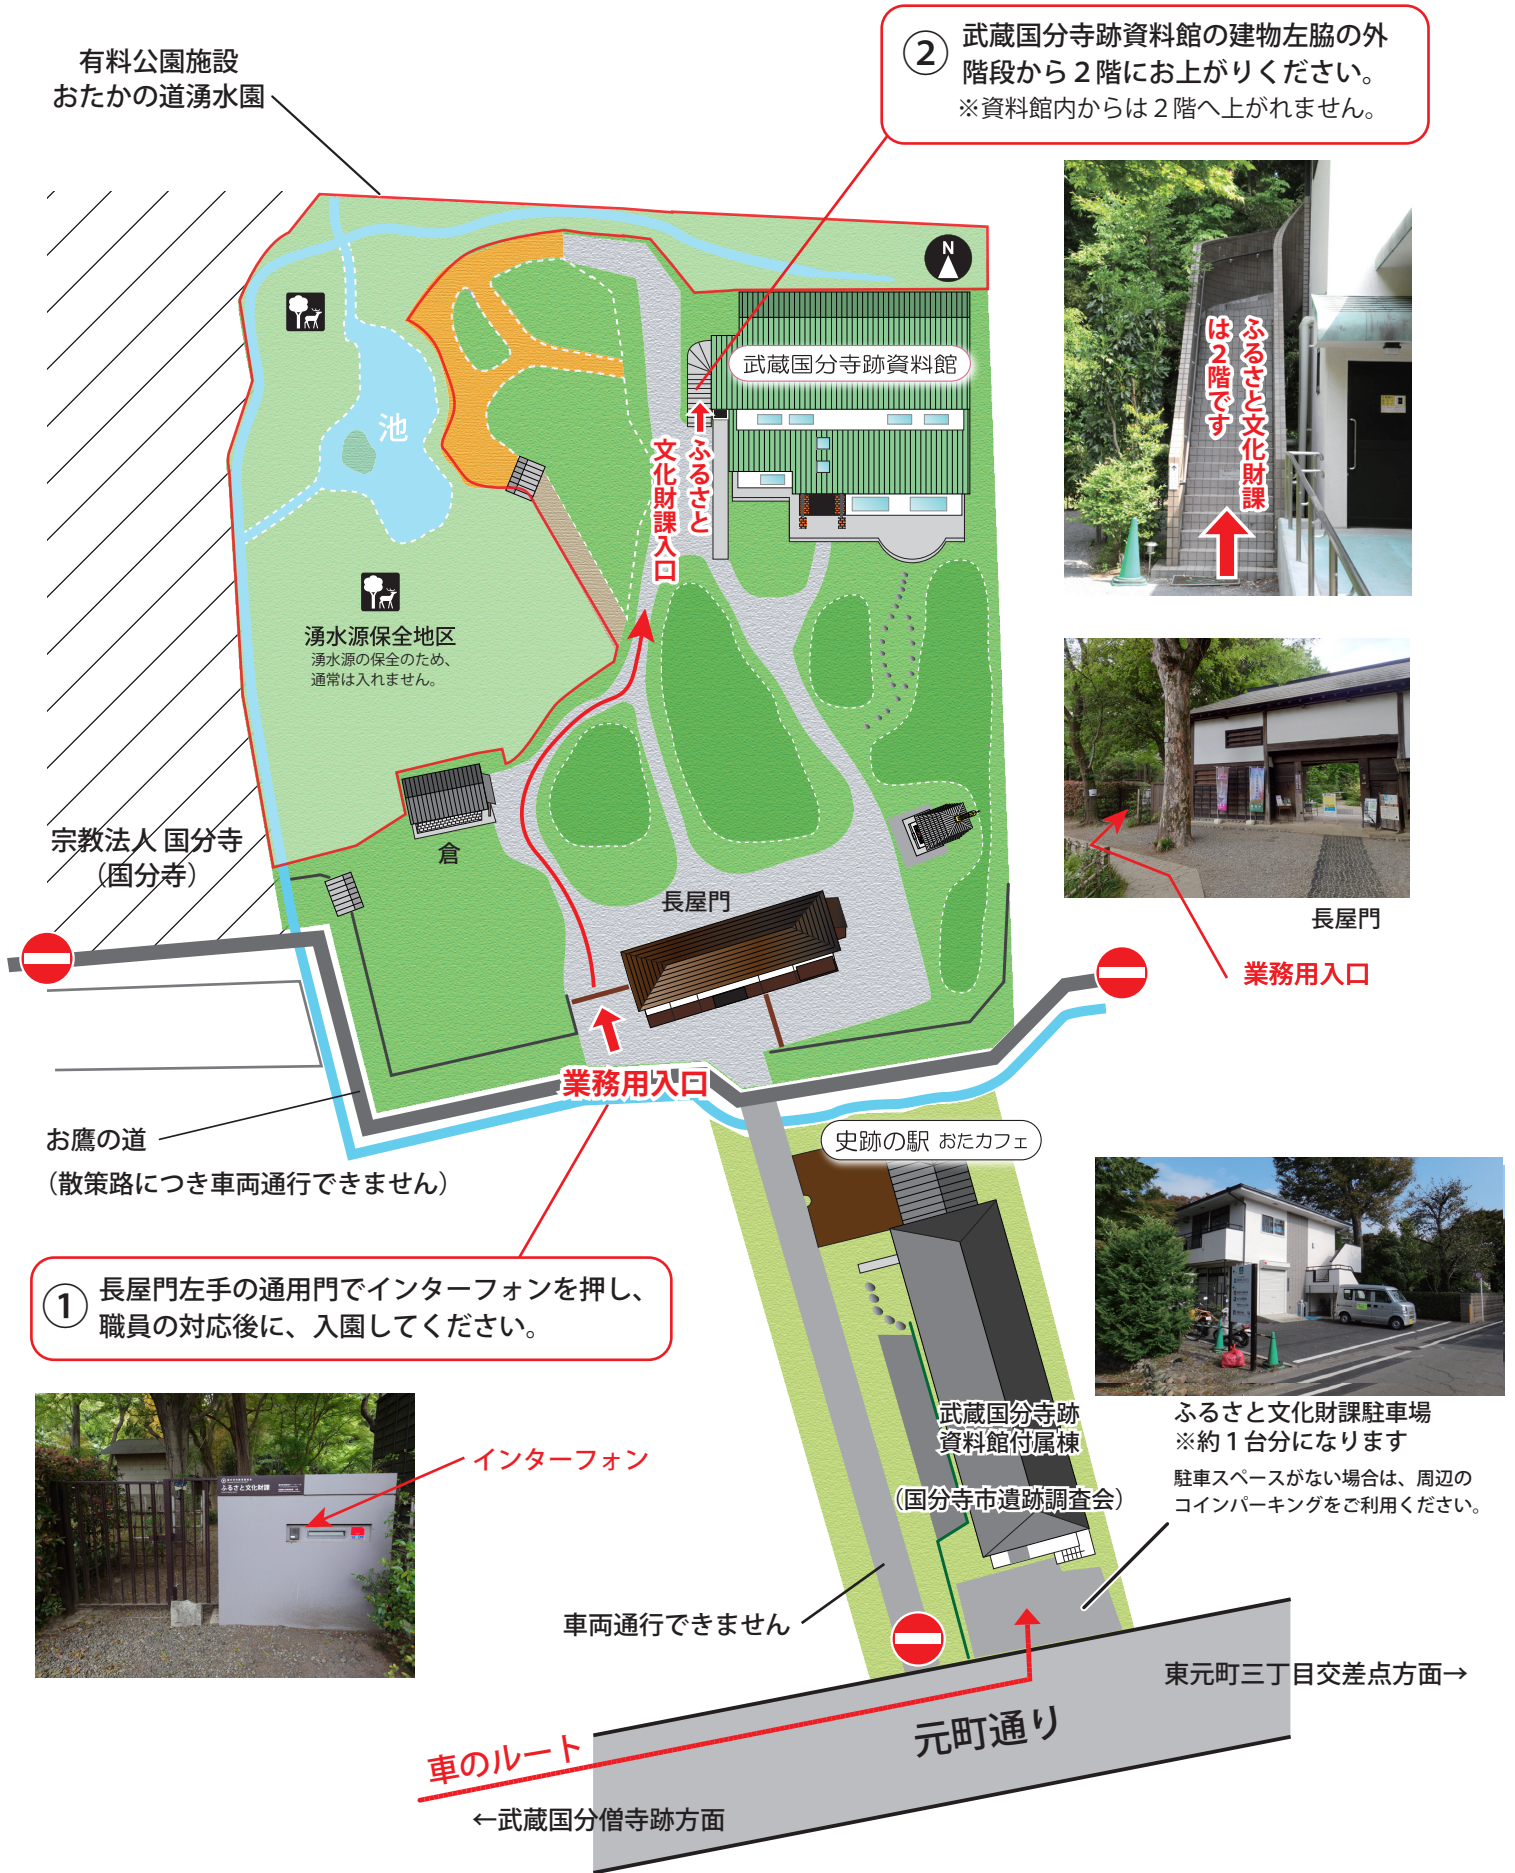 有料公園施設
おたかの道湧水園
② 武蔵国分寺跡資料館の建物左脇の外
階段から２階にお上がりください。
※資料館内からは２階へ上がれません。
N
武蔵国分寺跡資料館
ふるさと文化財課
は2階です
池
ふるさと
文化財課入口
湧水源保全地区
湧水源の保全のため、
通常は入れません。
宗教法人 国分寺
（国分寺）
倉
長屋門
長屋門
業務用入口
業務用入口
お鷹の道
（散策路につき車両通行できません）
史跡の駅 おたカフェ
① 長屋門左手の通用門でインターフォンを押し、
職員の対応後に、入園してください。
インターフォン
ふるさと文化財課
武蔵国分寺跡
資料館付属棟
（国分寺市遺跡調査会）
ふるさと文化財課駐車場
※約１台分になります
駐車スペースがない場合は、周辺の
コインパーキングをご利用ください。
車両通行できません
東元町三丁目交差点方面→
元町通り
車のルート
←武蔵国分僧寺跡方面